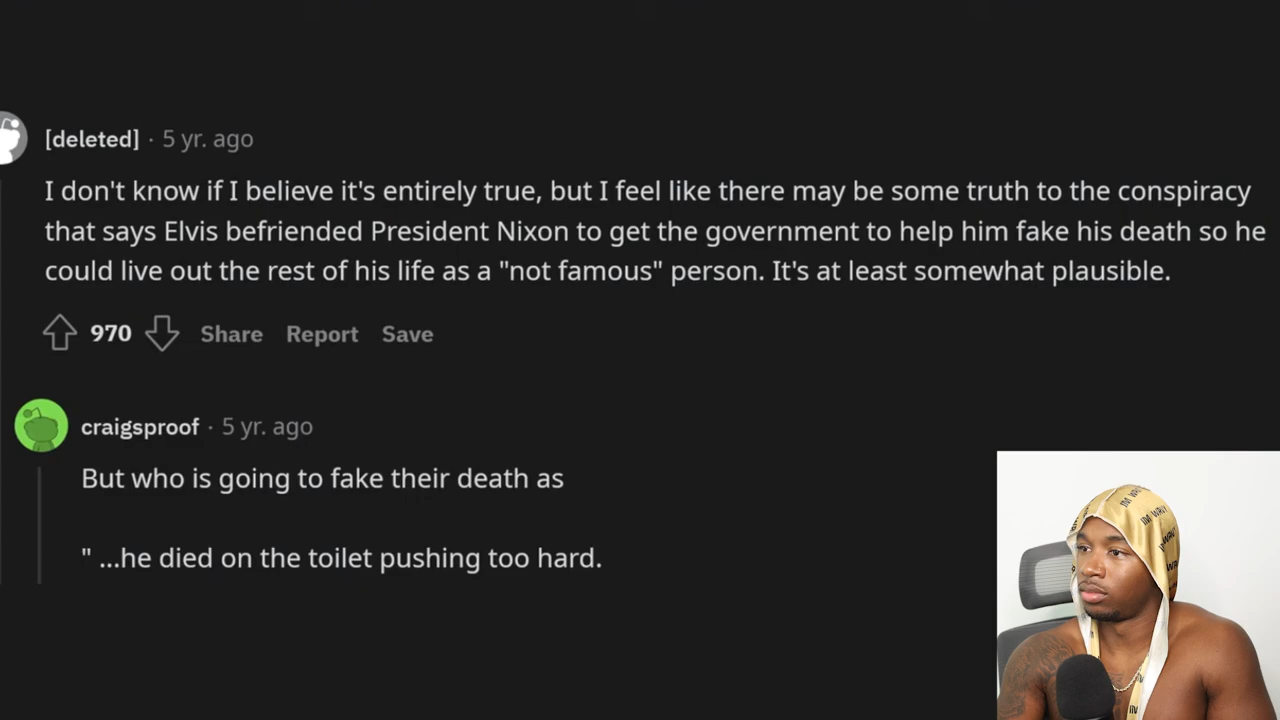 [deleted] · 5 yr. ago
I don't know if I believe it's entirely true, but I feel like there may be some truth to the conspiracy
that says Elvis befriended President Nixon to get the government to help him fake his death so he
could live out the rest of his life as a "not famous" person. It's at least somewhat plausible.
970 Share Report Save
craigsproof · 5 yr. ago
But who is going to fake their death as
" ...he died on the toilet pushing too hard.